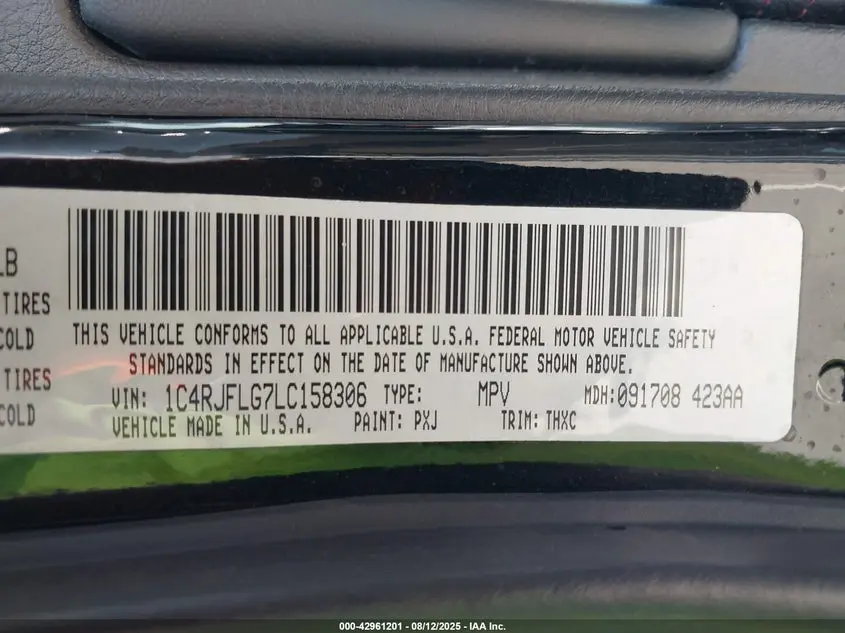 LB
TIRES
COLD
TIRES
COLD
THIS VEHICLE CONFORMS TO ALL APPLICABLE U.S.A. FEDERAL MOTOR VEHICLE SAFETY
STANDARDS IN EFFECT ON THE DATE OF MANUFACTURE SHOWN ABOVE.
VIN: 1C4RJFLG7LC158306 TYPE: MPV MDH:091708 423AA
VEHICLE MADE IN U.S.A. PAINT: PXJ TRIM: THXC
000-42961201 - 08/12/2025 - IAA Inc.